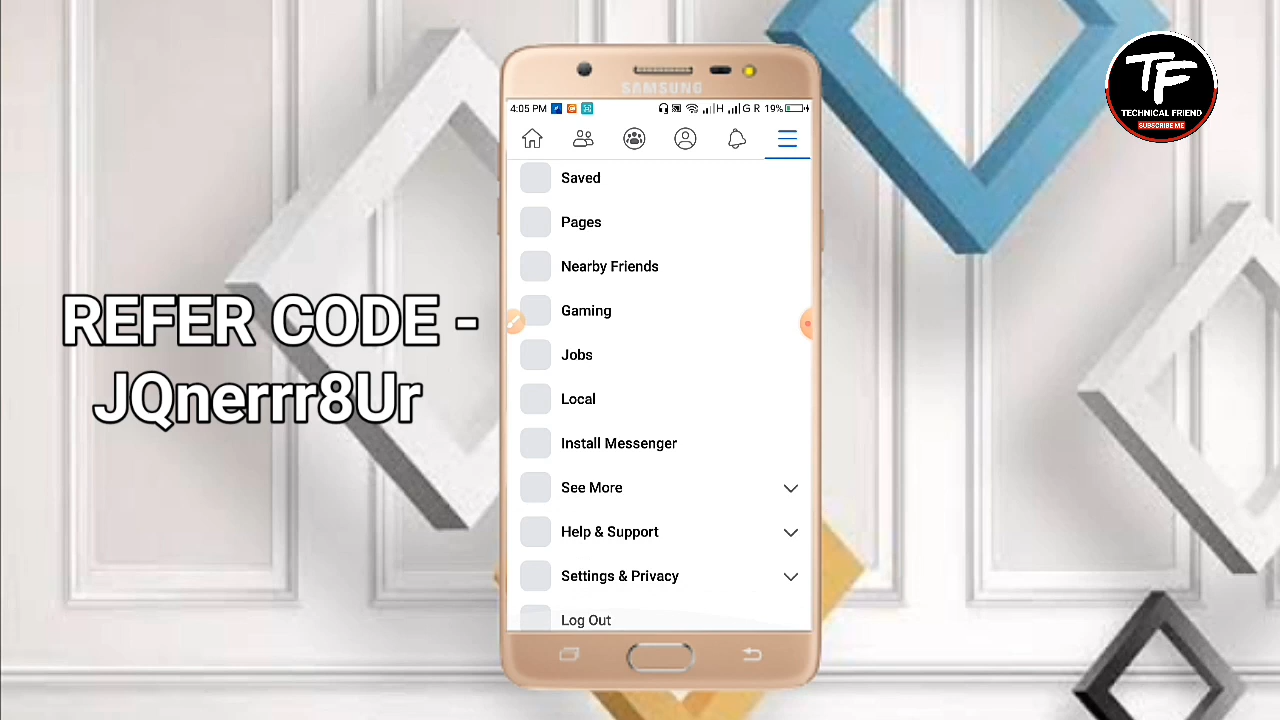 TECHNICAL FRIEND
SUBSCRIBE ME
SAMSUNG
4:05 PM H G R 19%
Saved
Pages
Nearby Friends
Gaming
Jobs
Local
Install Messenger
See More
Help & Support
Settings & Privacy
Log Out
REFER CODE -
JQnerrr8Ur
TF